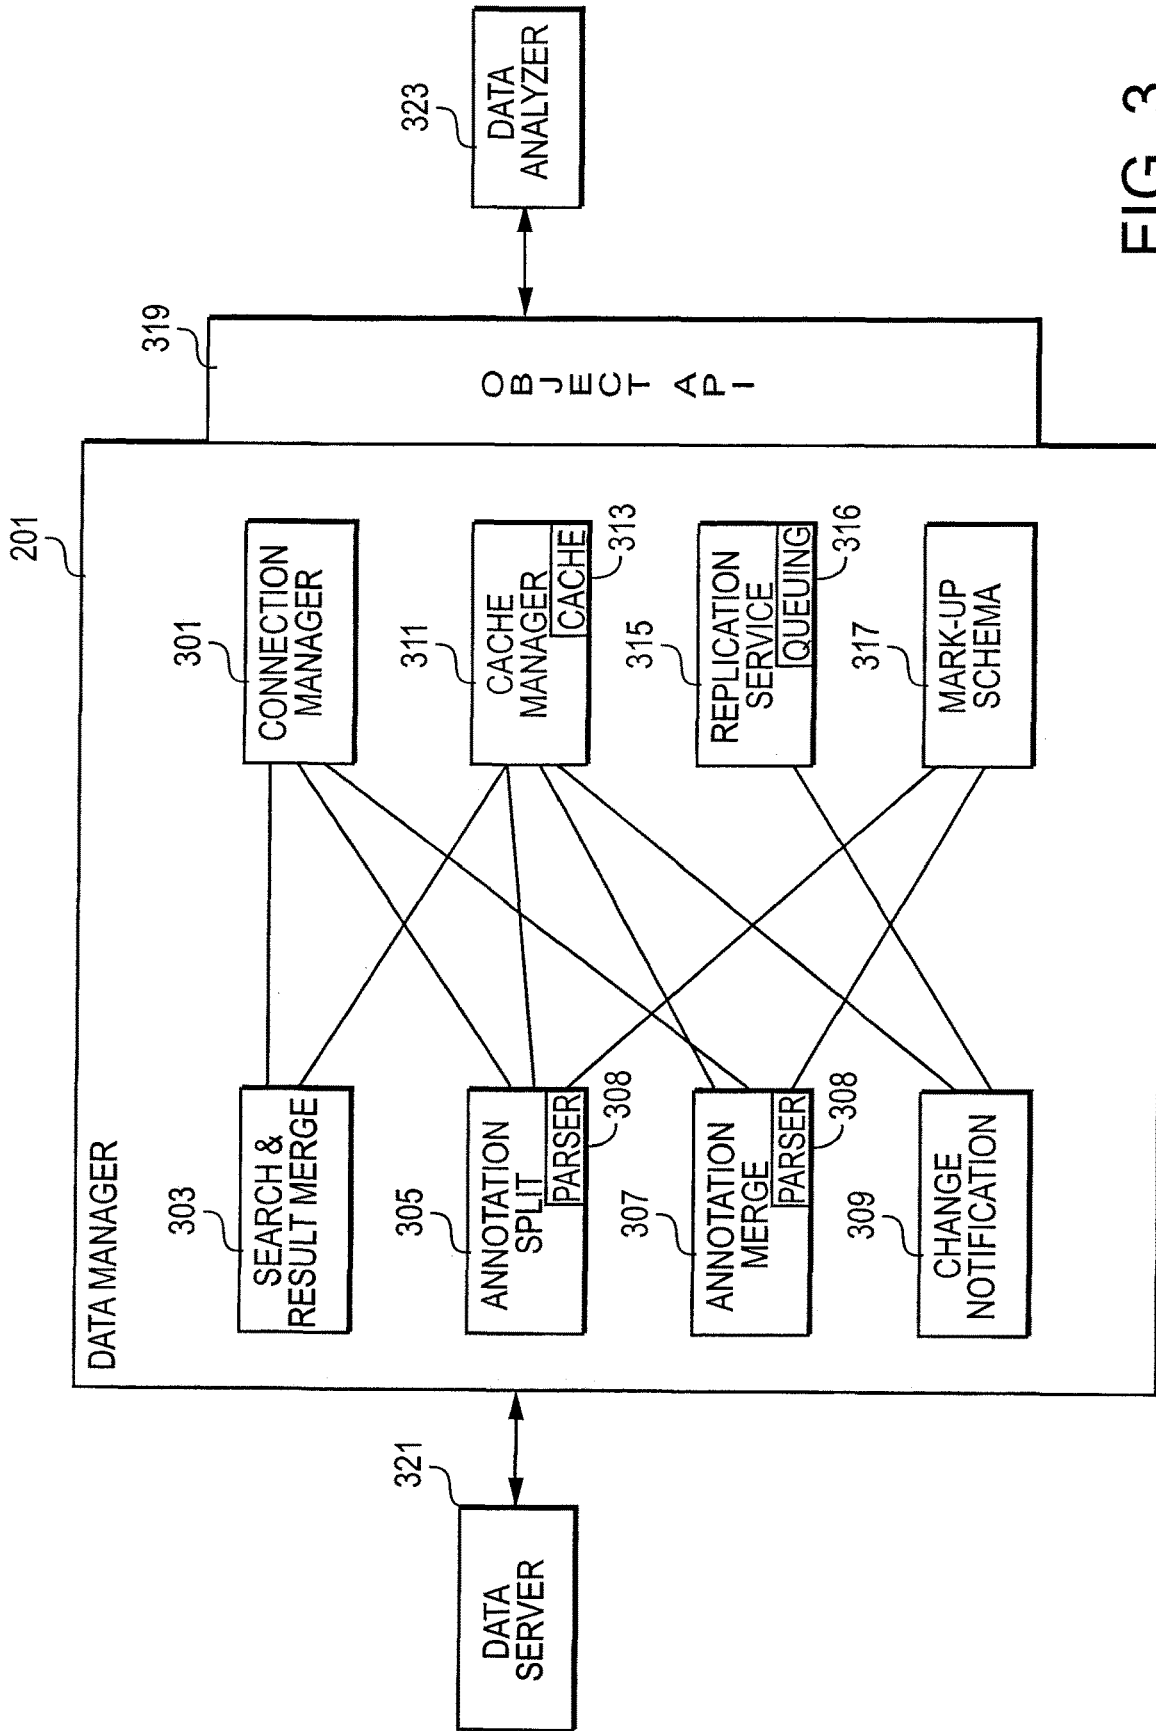 DATA MANAGER
201
303
SEARCH &
RESULT MERGE
305
ANNOTATION
SPLIT
PARSER
308
307
ANNOTATION
MERGE
PARSER
308
309
CHANGE
NOTIFICATION
301
CONNECTION
MANAGER
311
CACHE
MANAGER
CACHE
313
315
REPLICATION
SERVICE
QUEUING
316
317
MARK-UP
SCHEMA
319
OBJECT API
321
DATA
SERVER
323
DATA
ANALYZER
FIG. 3